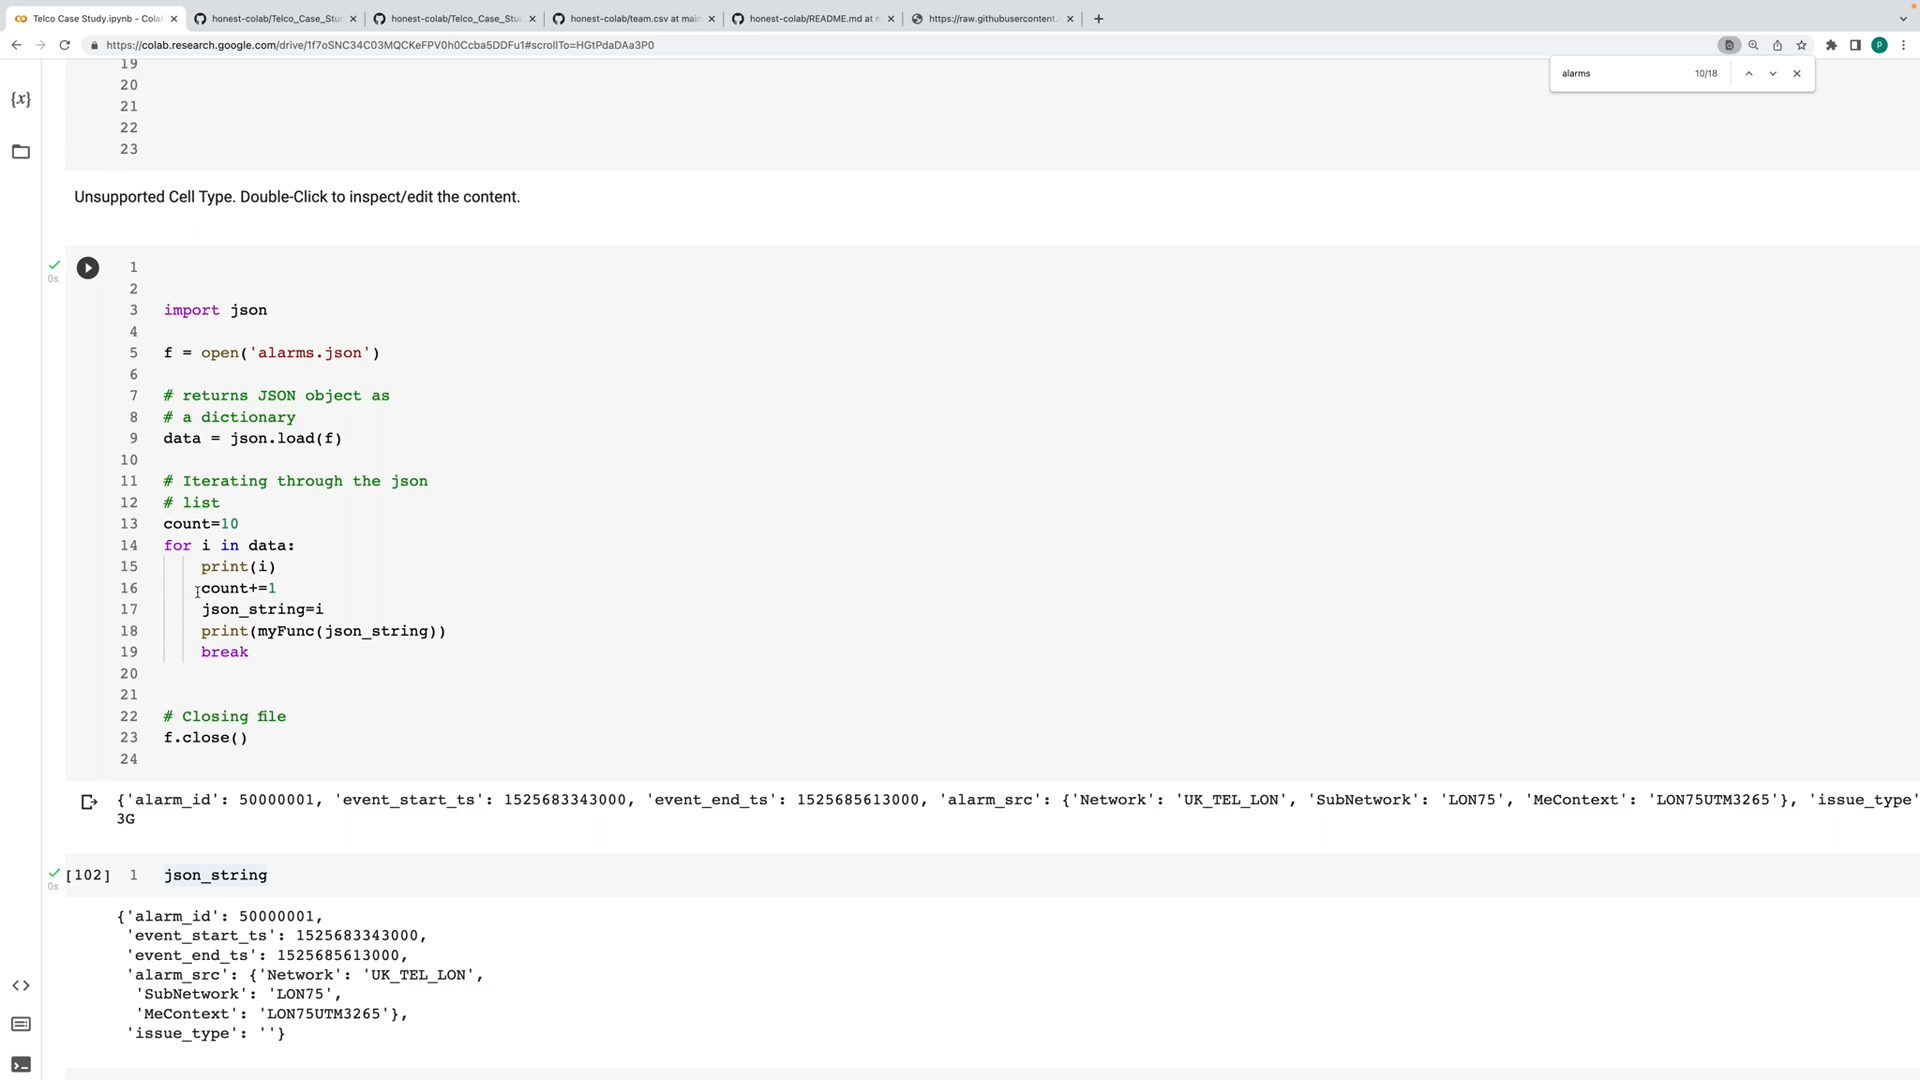 Telco Case Study.ipynb - Cola
honest-colab/Telco_Case_Stu
honest-colab/Telco_Case_Stu
honest-colab/team.csv at main
honest-colab/README.md at m
https://raw.githubusercontent.
https://colab.research.google.com/drive/1f7oSNC34C03MQCKeFPV0h0Ccba5DDFu1#scrollTo=HGtPdaDAa3P0
P
alarms 10/18
{x}
19
20
21
22
23
Unsupported Cell Type. Double-Click to inspect/edit the content.
0s
1
2
3 import json
4
5 f = open('alarms.json')
6
7 # returns JSON object as
8 # a dictionary
9 data = json.load(f)
10
11 # Iterating through the json
12 # list
13 count=10
14 for i in data:
15 print(i)
16 count+=1
17 json_string=i
18 print(myFunc(json_string))
19 break
20
21
22 # Closing file
23 f.close()
24
{'alarm_id': 50000001, 'event_start_ts': 1525683343000, 'event_end_ts': 1525685613000, 'alarm_src': {'Network': 'UK_TEL_LON', 'SubNetwork': 'LON75', 'MeContext': 'LON75UTM3265'}, 'issue_type'
3G
[102] 1 json_string
0s
{'alarm_id': 50000001,
'event_start_ts': 1525683343000,
'event_end_ts': 1525685613000,
'alarm_src': {'Network': 'UK_TEL_LON',
'SubNetwork': 'LON75',
'MeContext': 'LON75UTM3265'},
'issue_type': ''}